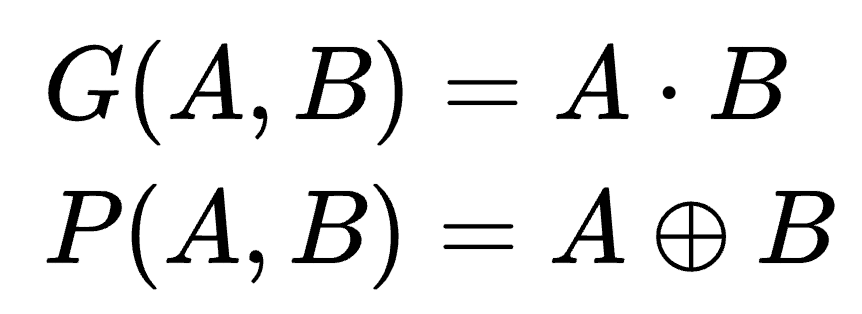 G(A, B) = A · B
P(A, B) = A ⊕ B